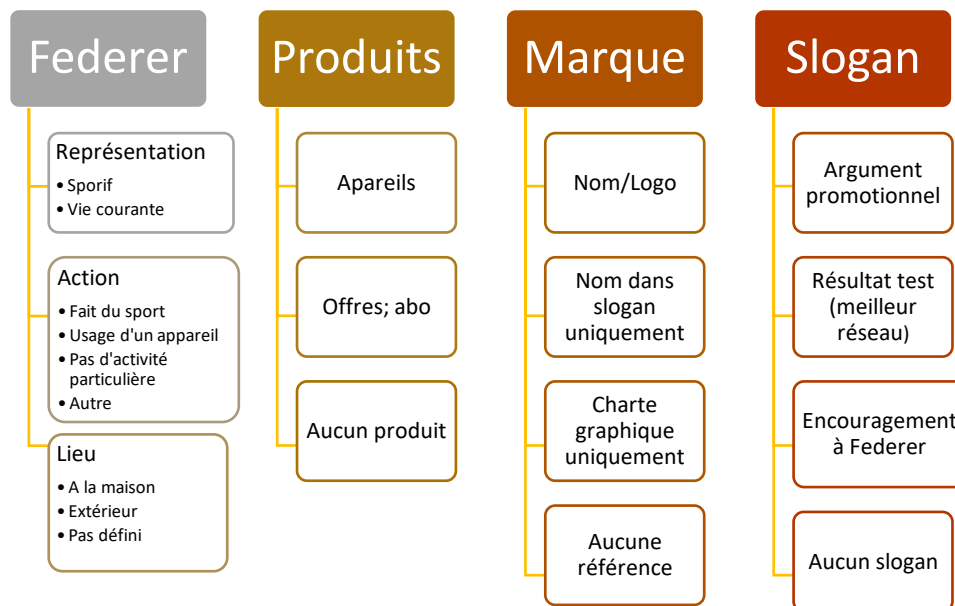 Federer
Représentation
• Sporif
• Vie courante
Action
• Fait du sport
• Usage d'un appareil
• Pas d'activité
particulière
• Autre
Lieu
• A la maison
• Extérieur
• Pas défini
Produits
Appareils
Offres; abo
Aucun produit
Marque
Nom/Logo
Nom dans
slogan
uniquement
Charte
graphique
uniquement
Aucune
référence
Slogan
Argument
promotionnel
Résultat test
(meilleur
réseau)
Encouragement
à Federer
Aucun slogan